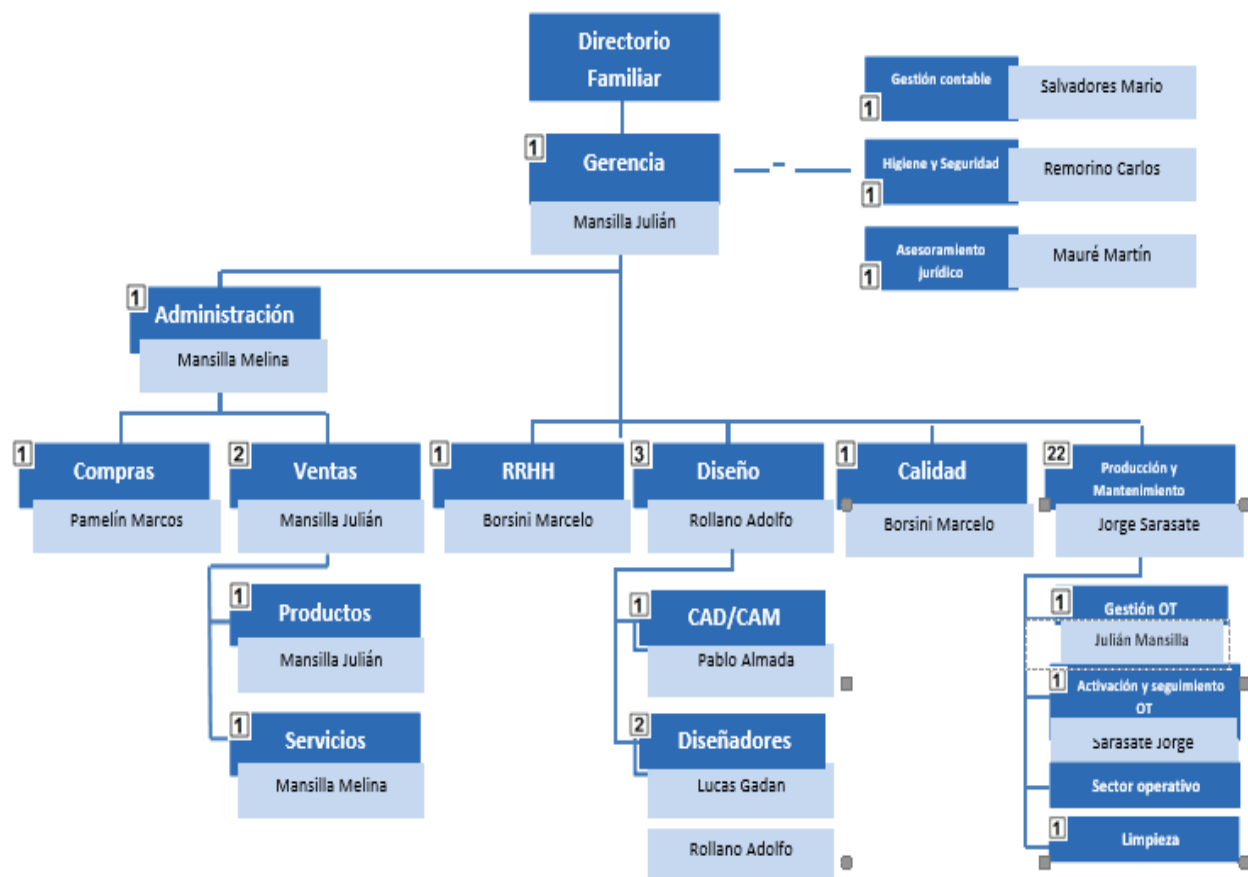 Directorio
Familiar
1
Gerencia
Mansilla Julián
Gestión contable
1
Salvadores Mario
Higiene y Seguridad
1
Remorino Carlos
Asesoramiento
jurídico
1
Mauré Martín
1
Administración
Mansilla Melina
1
Compras
Pamelín Marcos
2
Ventas
Mansilla Julián
1
RRHH
Borsini Marcelo
3
Diseño
Rollano Adolfo
1
Calidad
Borsini Marcelo
22
Producción y
Mantenimiento
Jorge Sarasate
1
Productos
Mansilla Julián
1
Servicios
Mansilla Melina
1
CAD/CAM
Pablo Almada
2
Diseñadores
Lucas Gadan
Rollano Adolfo
1
Gestión OT
Julián Mansilla
1
Activación y seguimiento
OT
Sarasate Jorge
Sector operativo
1
Limpieza